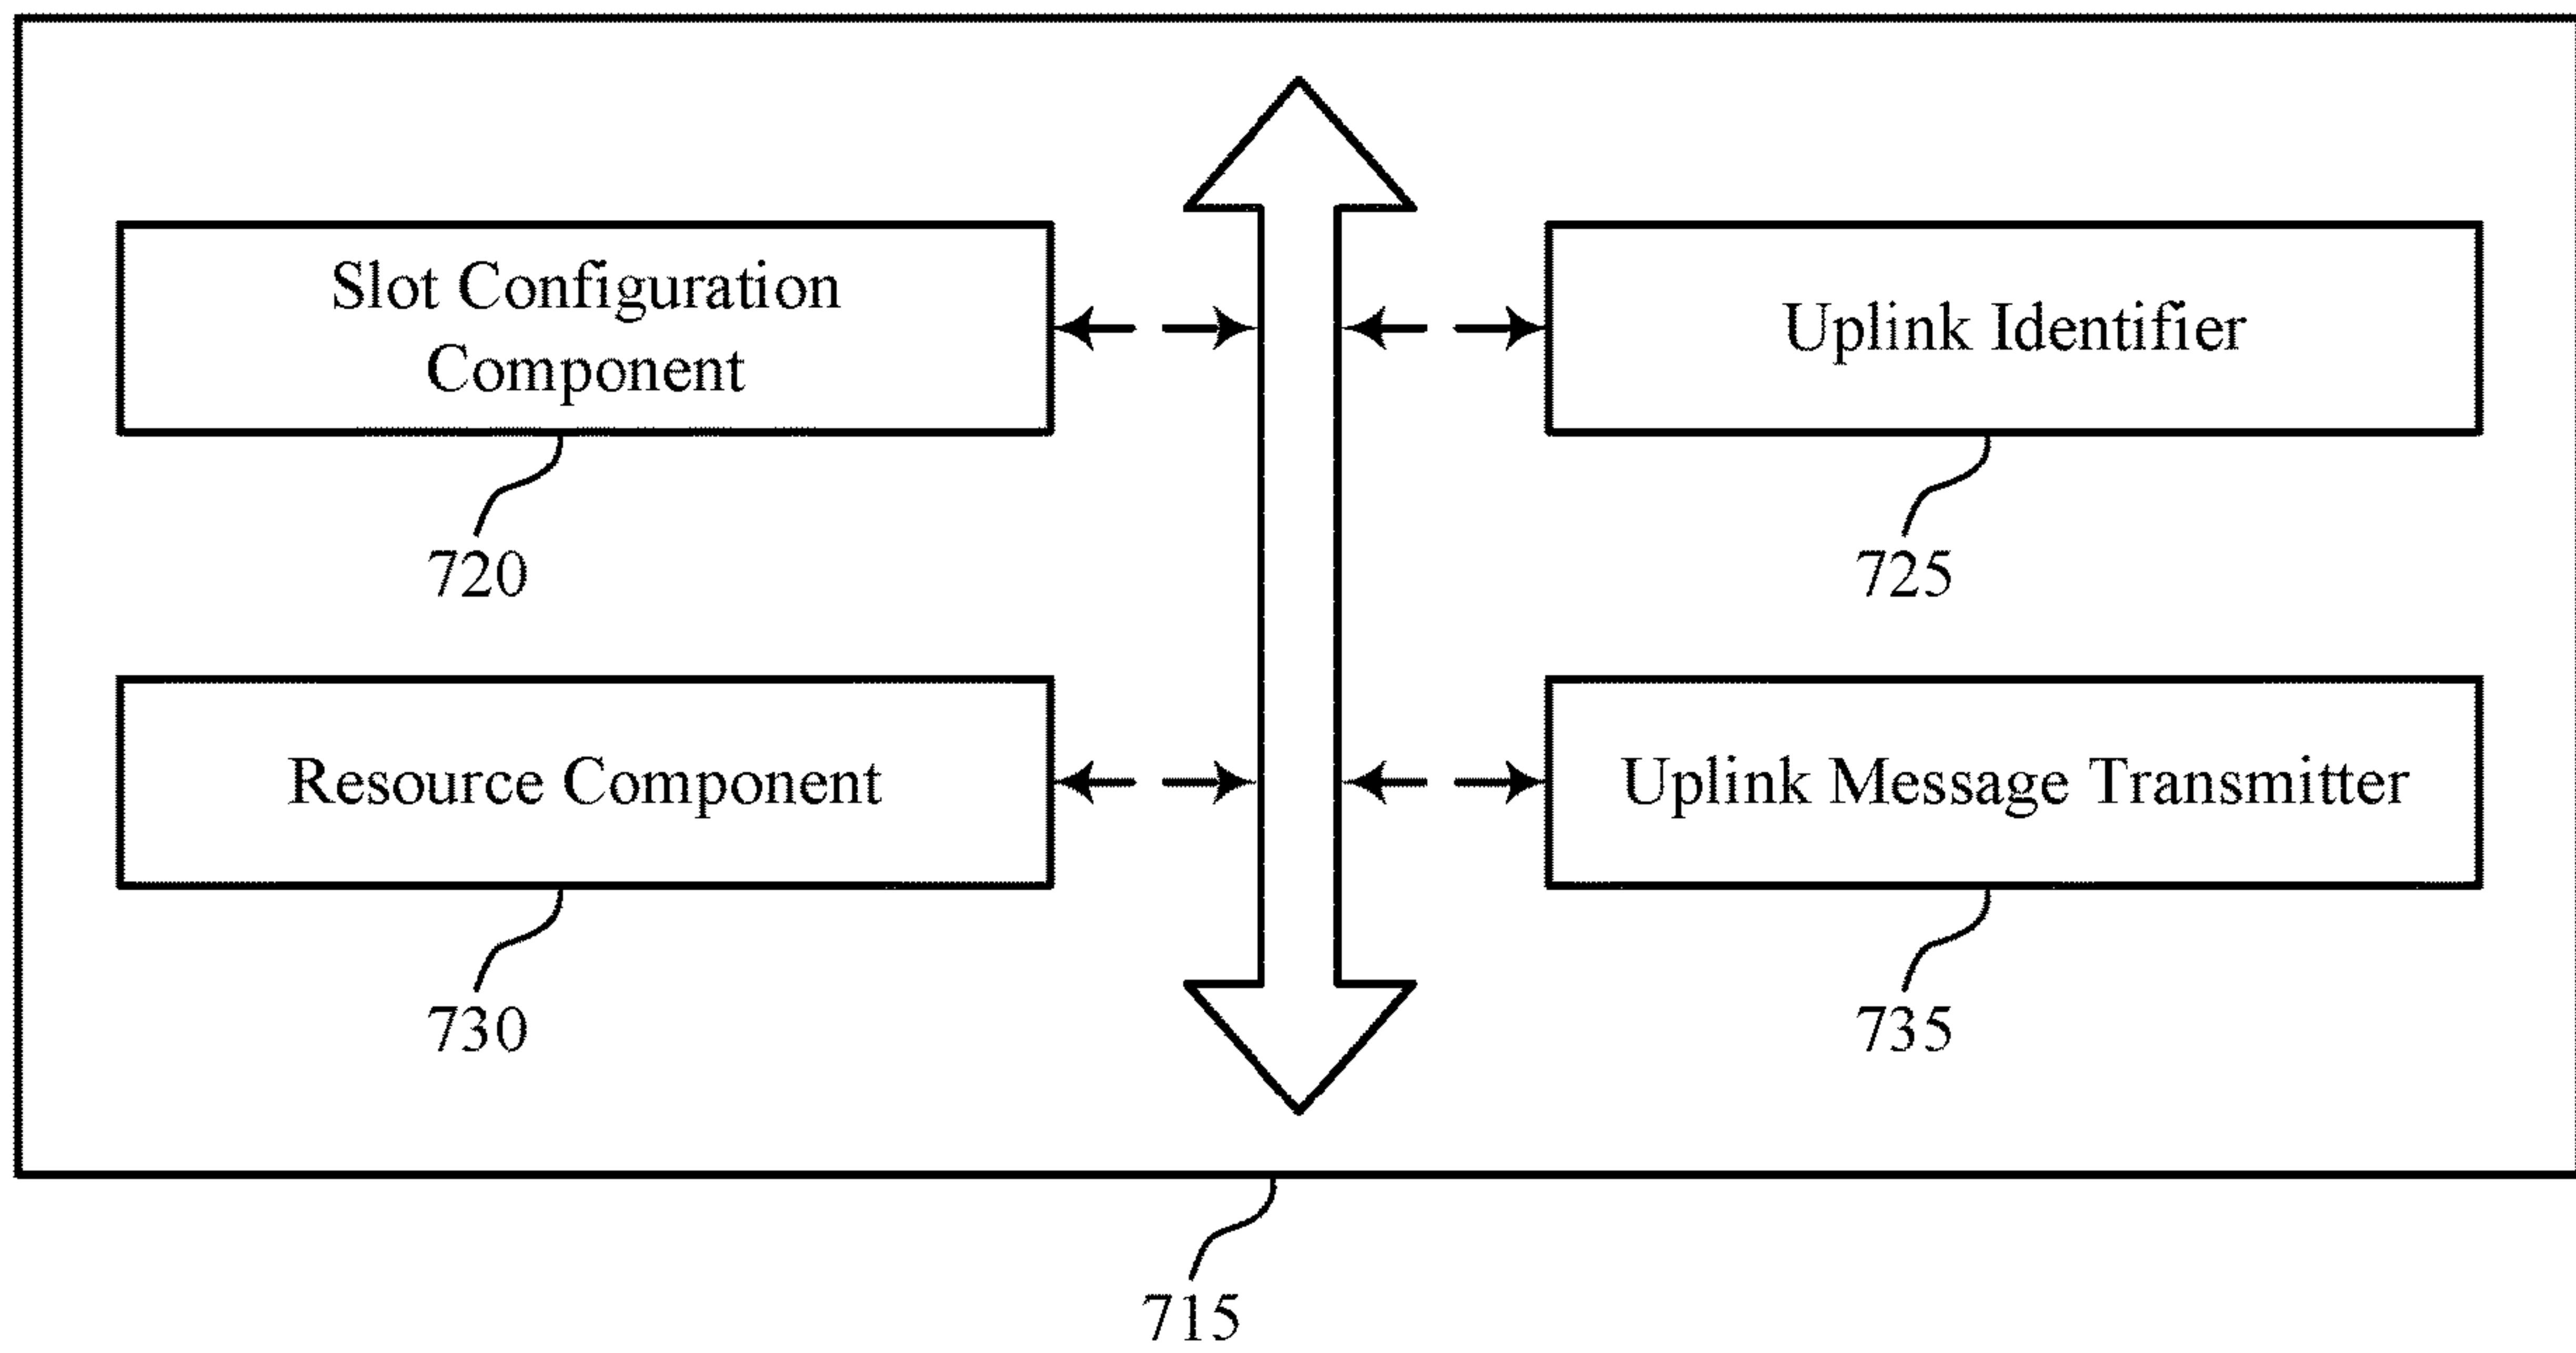 Slot Configuration
Component
720
Uplink Identifier
725
Resource Component
730
Uplink Message Transmitter
735
715